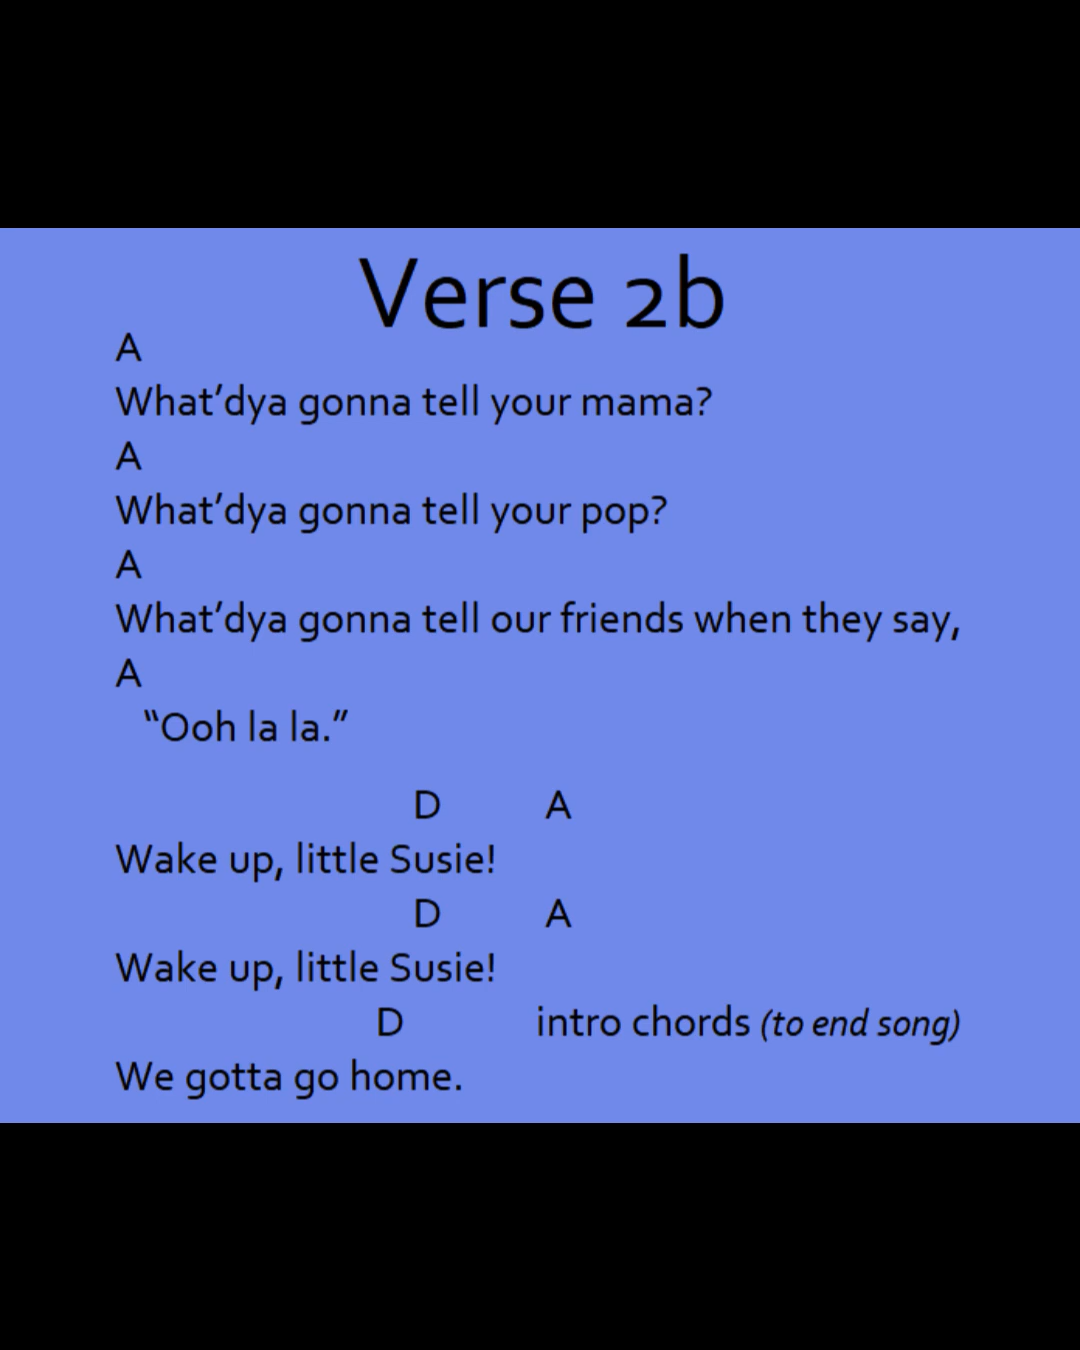 Verse 2b
A
What’dya gonna tell your mama?
A
What’dya gonna tell your pop?
A
What’dya gonna tell our friends when they say,
A
“Ooh la la.”
D A
Wake up, little Susie!
D A
Wake up, little Susie!
D intro chords (to end song)
We gotta go home.